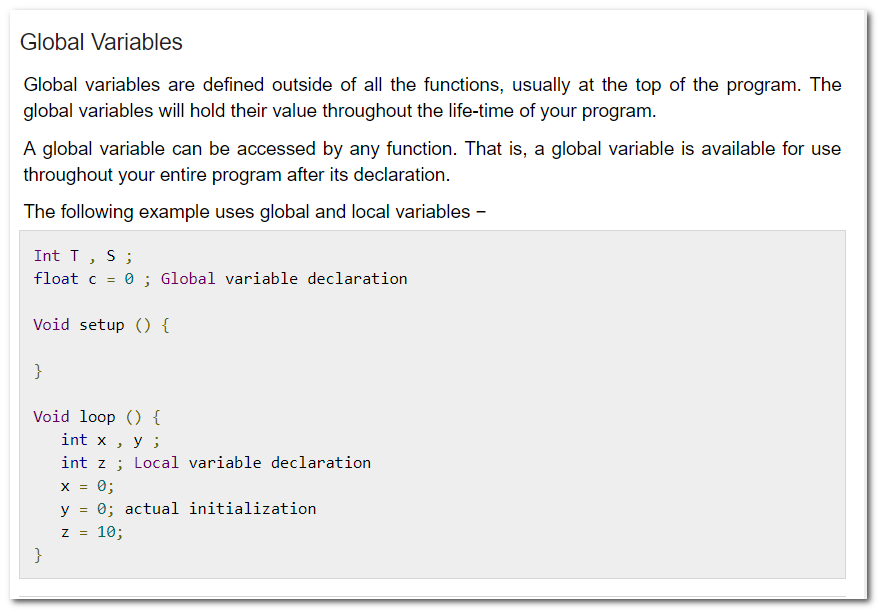 Global Variables
Global variables are defined outside of all the functions, usually at the top of the program. The
global variables will hold their value throughout the life-time of your program.
A global variable can be accessed by any function. That is, a global variable is available for use
throughout your entire program after its declaration.
The following example uses global and local variables −
Int T , S ;
float c = 0 ; Global variable declaration
Void setup () {
}
Void loop () {
int x , y ;
int z ; Local variable declaration
x = 0;
y = 0; actual initialization
z = 10;
}